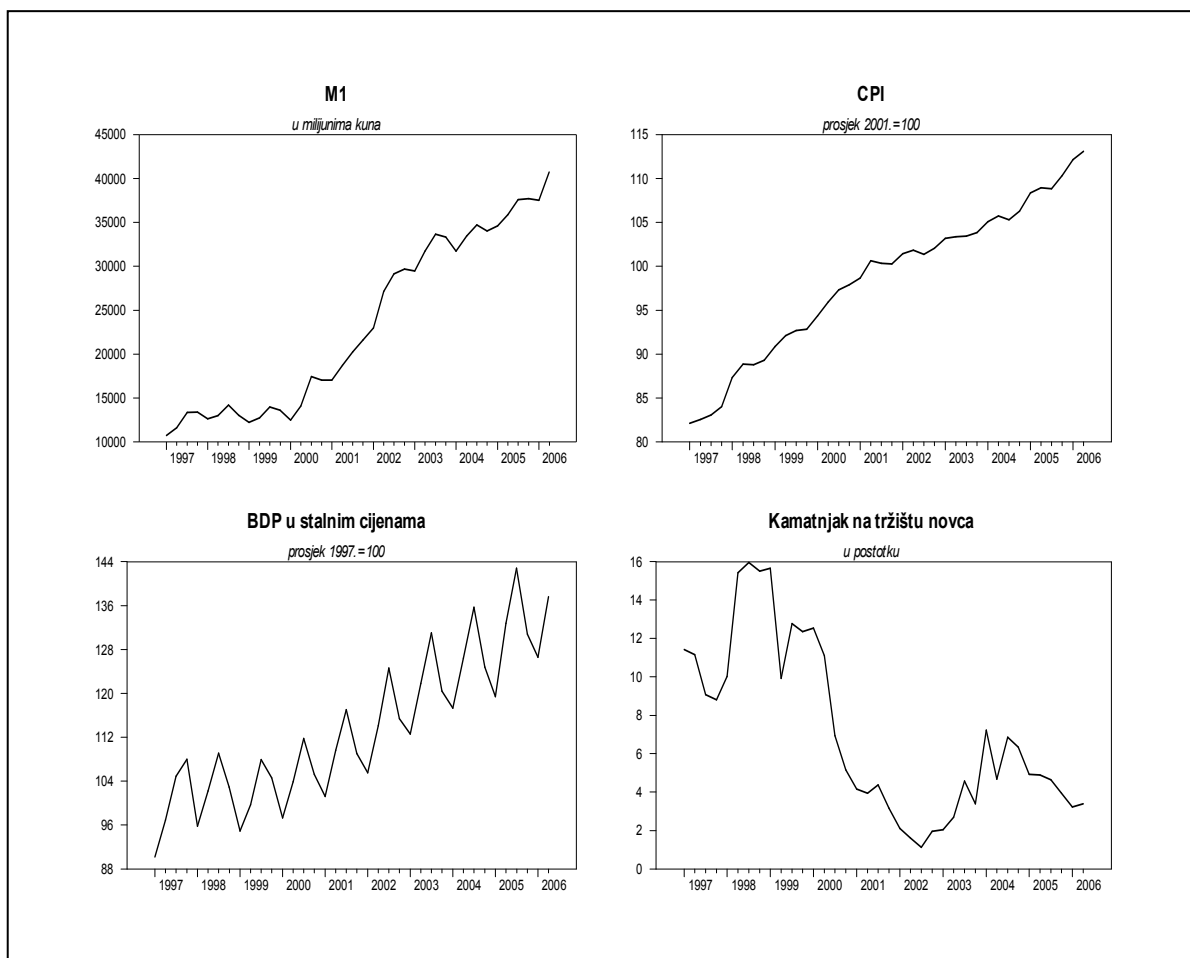 M1
u milijunima kuna
45000
40000
35000
30000
25000
20000
15000
10000
1997 1998 1999 2000 2001 2002 2003 2004 2005 2006
CPI
prosjek 2001.=100
115
110
105
100
95
90
85
80
1997 1998 1999 2000 2001 2002 2003 2004 2005 2006
BDP u stalnim cijenama
prosjek 1997.=100
144
136
128
120
112
104
96
88
1997 1998 1999 2000 2001 2002 2003 2004 2005 2006
Kamatnjak na tržištu novca
u postotku
16
14
12
10
8
6
4
2
0
1997 1998 1999 2000 2001 2002 2003 2004 2005 2006